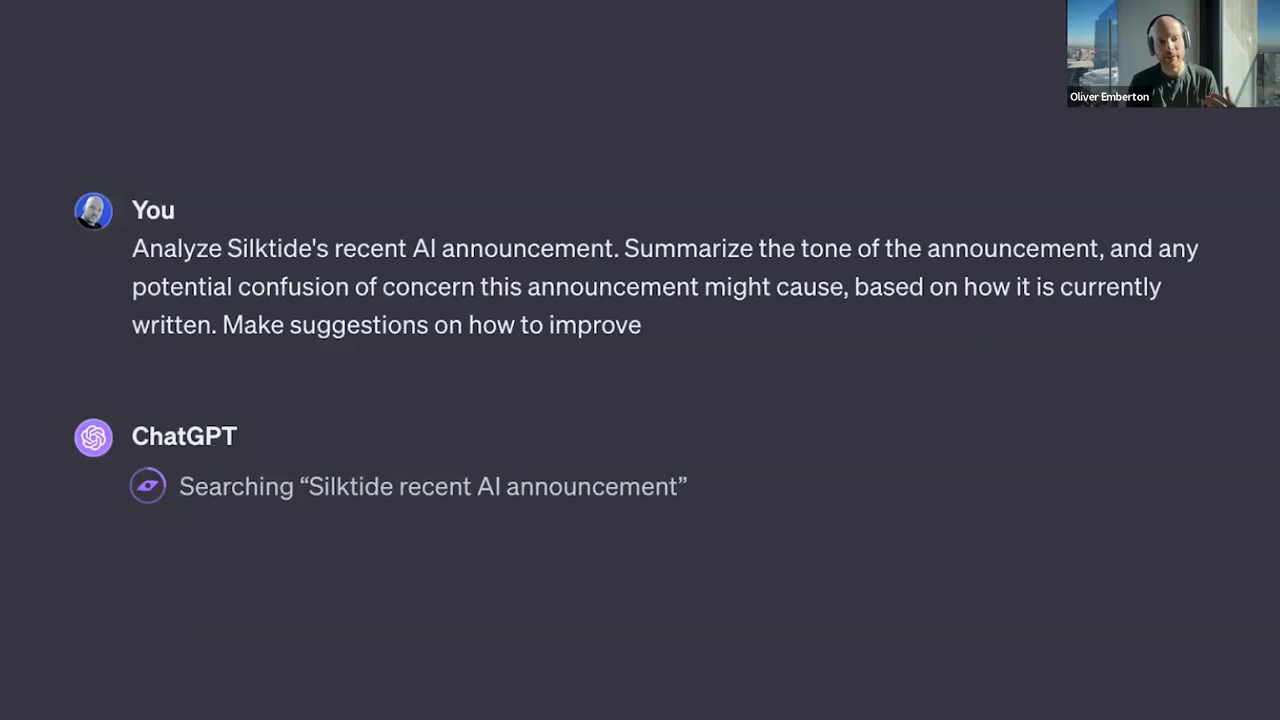 Oliver Emberton
You
Analyze Silktide's recent AI announcement. Summarize the tone of the announcement, and any
potential confusion of concern this announcement might cause, based on how it is currently
written. Make suggestions on how to improve
ChatGPT
Searching “Silktide recent AI announcement”